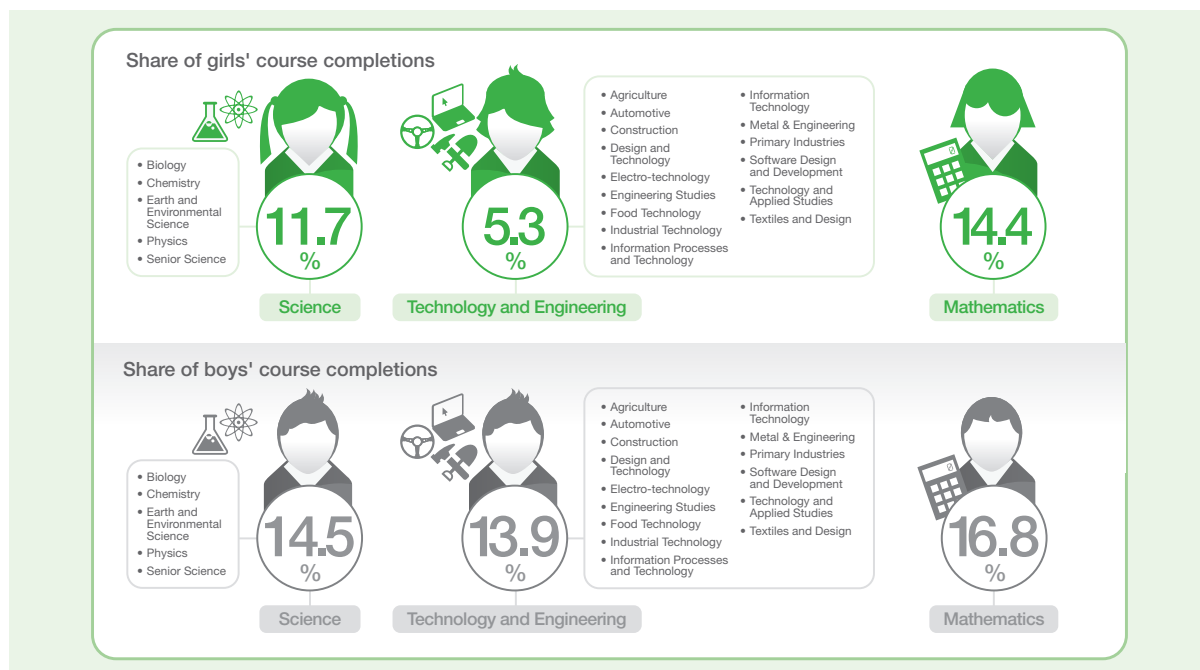 Share of girls' course completions
• Biology
• Chemistry
• Earth and
Environmental
Science
• Physics
• Senior Science
11.7
%
Science
5.3
%
Technology and Engineering
• Agriculture
• Automotive
• Construction
• Design and
Technology
• Electro-technology
• Engineering Studies
• Food Technology
• Industrial Technology
• Information Processes
and Technology
• Information
Technology
• Metal & Engineering
• Primary Industries
• Software Design
and Development
• Technology and
Applied Studies
• Textiles and Design
0
14.4
%
Mathematics
Share of boys' course completions
• Biology
• Chemistry
• Earth and
Environmental
Science
• Physics
• Senior Science
14.5
%
Science
13.9
%
Technology and Engineering
• Agriculture
• Automotive
• Construction
• Design and
Technology
• Electro-technology
• Engineering Studies
• Food Technology
• Industrial Technology
• Information Processes
and Technology
• Information
Technology
• Metal & Engineering
• Primary Industries
• Software Design
and Development
• Technology and
Applied Studies
• Textiles and Design
0
16.8
%
Mathematics